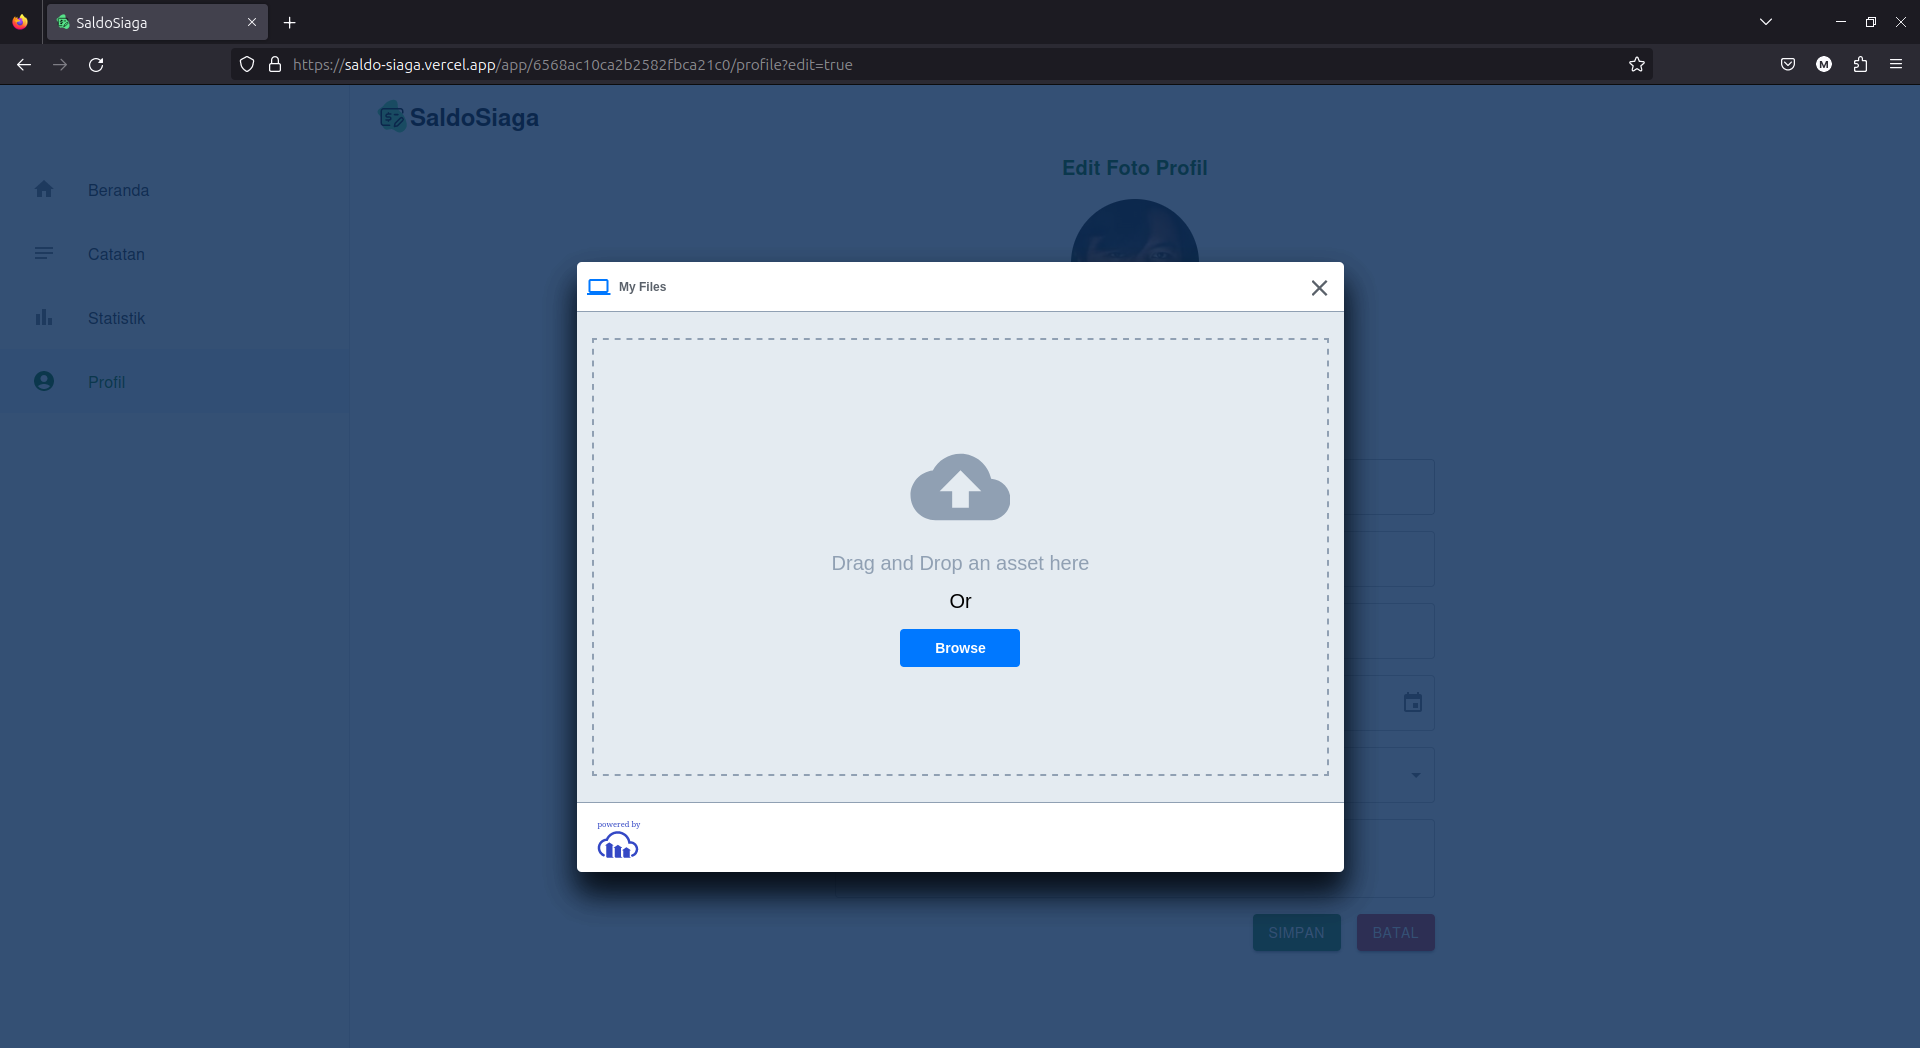 SaldoSiaga
https://saldo-siaga.vercel.app/app/6568ac10ca2b2582fbca21c0/profile?edit=true
M
SaldoSiaga
Beranda
Catatan
Statistik
Profil
Edit Foto Profil
My Files
Drag and Drop an asset here
Or
Browse
powered by
SIMPAN
BATAL